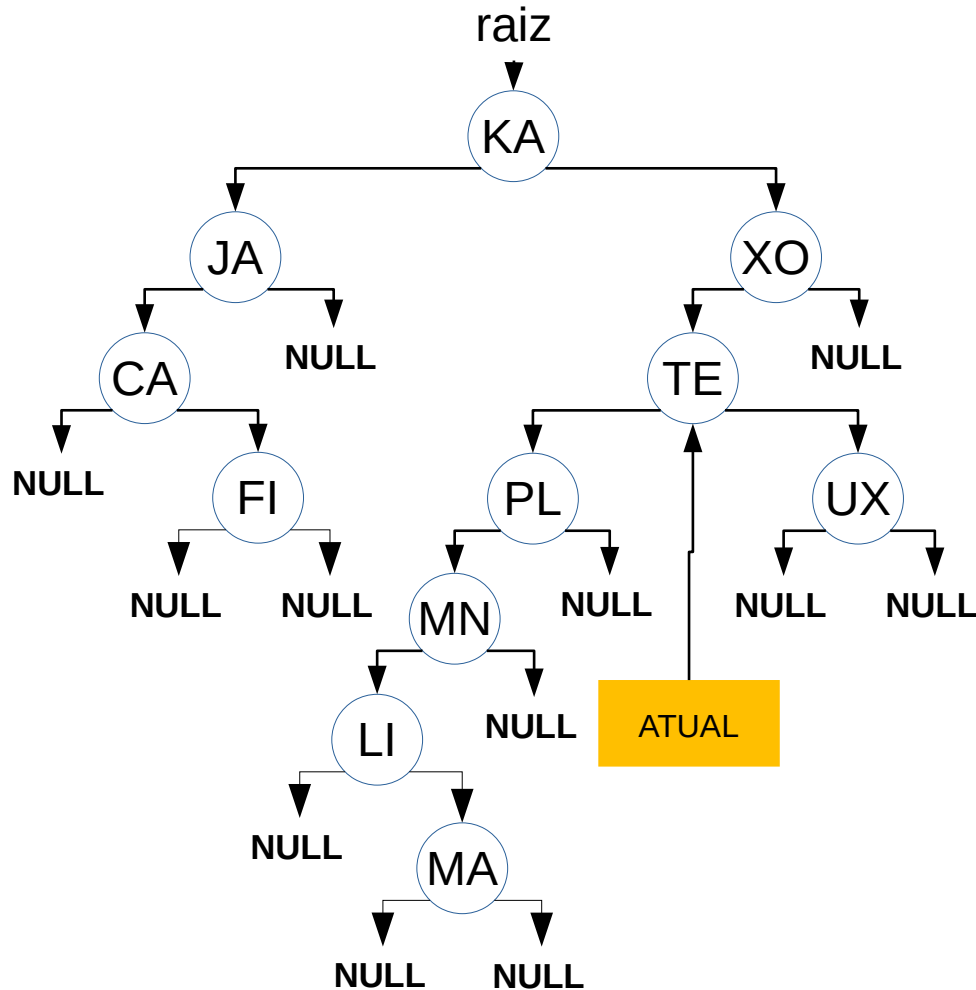 raiz
KA
JA
XO
CA
NULL
TE
NULL
NULL
FI
PL
UX
NULL
NULL
MN
NULL
NULL
NULL
LI
NULL
ATUAL
NULL
MA
NULL
NULL